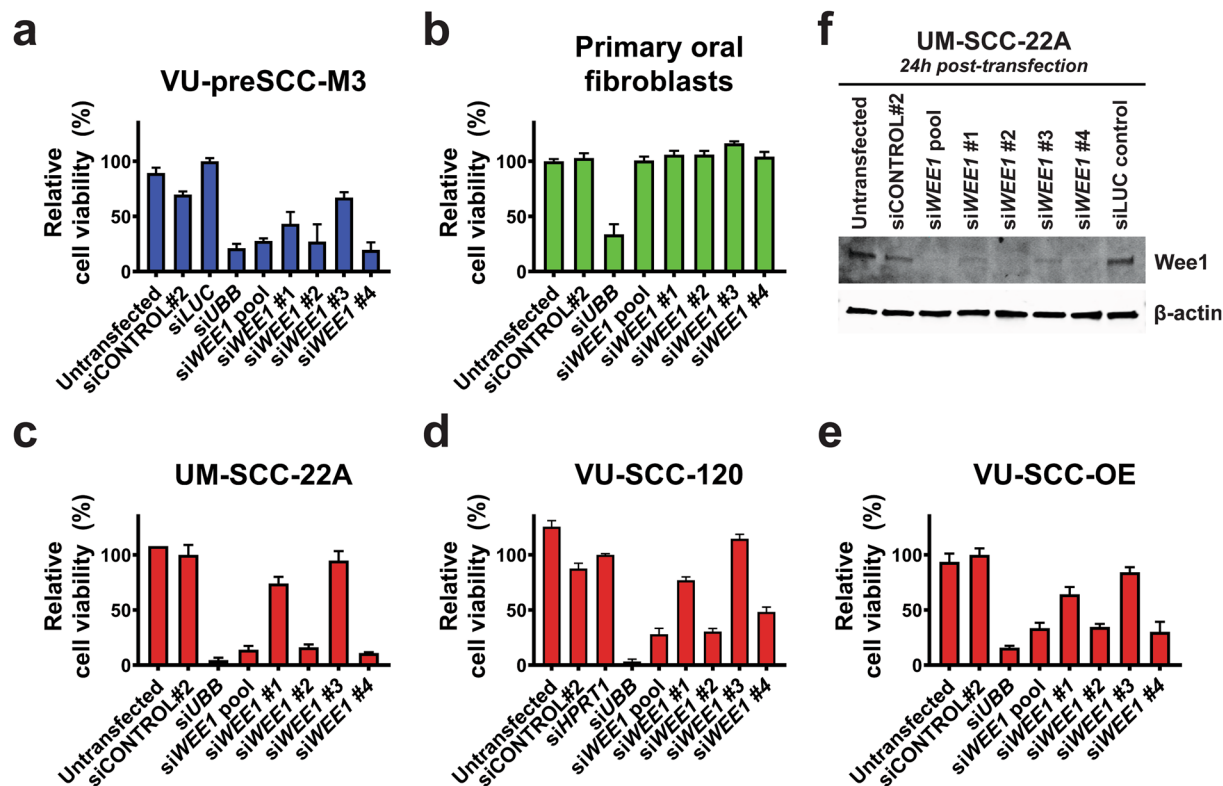 a
VU-preSCC-M3
Relative
cell viability (%)
100
50
0
Untransfected
siCONTROL#2
siLUC
siUBB
siWEE1 pool
siWEE1 #1
siWEE1 #2
siWEE1 #3
siWEE1 #4
b
Primary oral
fibroblasts
Relative
cell viability (%)
100
50
0
Untransfected
siCONTROL#2
siUBB
siWEE1 pool
siWEE1 #1
siWEE1 #2
siWEE1 #3
siWEE1 #4
f
UM-SCC-22A
24h post-transfection
Untransfected
siCONTROL#2
siWEE1 pool
siWEE1 #1
siWEE1 #2
siWEE1 #3
siWEE1 #4
siLUC control
Wee1
β-actin
c
UM-SCC-22A
Relative
cell viability (%)
100
50
0
Untransfected
siCONTROL#2
siUBB
siWEE1 pool
siWEE1 #1
siWEE1 #2
siWEE1 #3
siWEE1 #4
d
VU-SCC-120
Relative
cell viability (%)
100
50
0
Untransfected
siCONTROL#2
siHPRT1
siUBB
siWEE1 pool
siWEE1 #1
siWEE1 #2
siWEE1 #3
siWEE1 #4
e
VU-SCC-OE
Relative
cell viability (%)
100
50
0
Untransfected
siCONTROL#2
siUBB
siWEE1 pool
siWEE1 #1
siWEE1 #2
siWEE1 #3
siWEE1 #4